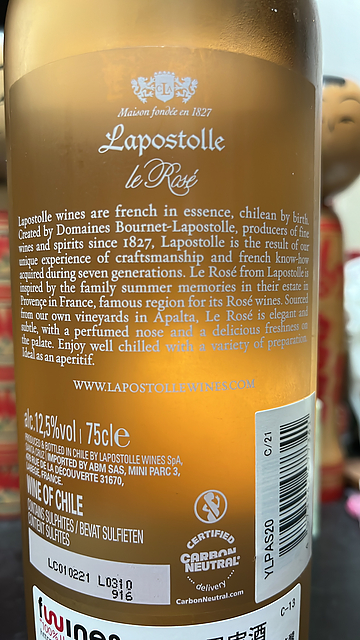 CL
Maison fondée en 1827
Lapostolle
le Rosé
Lapostolle wines are french in essence, chilean by birth.
Created by Domaines Bournet-Lapostolle, producers of fine
wines and spirits since 1827, Lapostolle is the result of our
unique experience of craftsmanship and french know-how
acquired during seven generations. Le Rosé from Lapostolle is
inspired by the family summer memories in their estate in
Provence in France, famous region for its Rosé wines. Sourced
from our own vineyards in Apalta, Le Rosé is elegant and
subtle, with a perfumed nose and a delicious freshness on
the palate. Enjoy well chilled with a variety of preparation.
Ideal as an aperitif.
WWW.LAPOSTOLLEWINES.COM
alc.12,5%vol | 75cl e
PRODUCED & BOTTLED IN CHILE BY LAPOSTOLLE WINES SpA,
CRUZ. IMPORTED BY ABM SAS, MINI PARC 3,
RUE DE LA DÉCOUVERTE 31670,
FRANCE.
WINE OF CHILE
SULPHITES / BEVAT SULFIETEN
SULFITES
LC010221 L0310
916
YLPAS20 C/21
CERTIFIED
CARBON
NEUTRAL
delivery
CarbonNeutral.com
C-13
酒